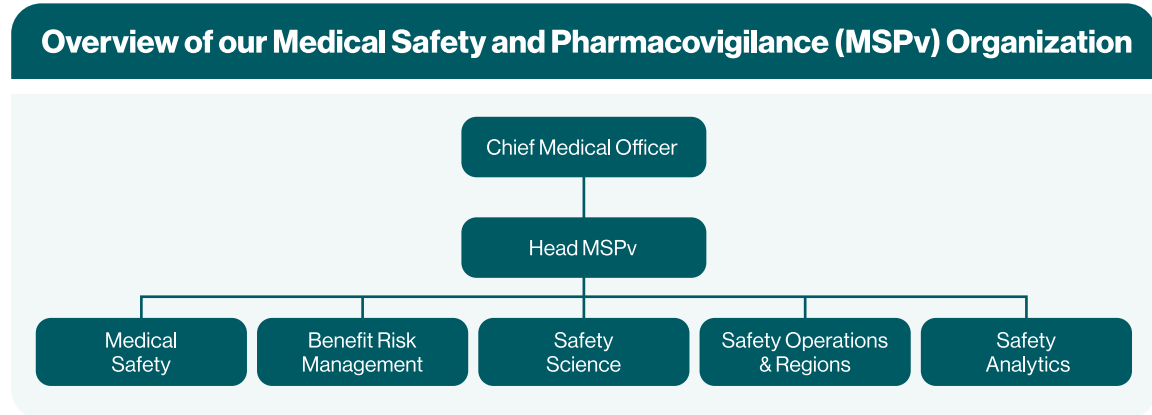 Overview of our Medical Safety and Pharmacovigilance (MSPv) Organization
Chief Medical Officer
Head MSPv
Medical
Safety
Benefit Risk
Management
Safety
Science
Safety Operations
& Regions
Safety
Analytics